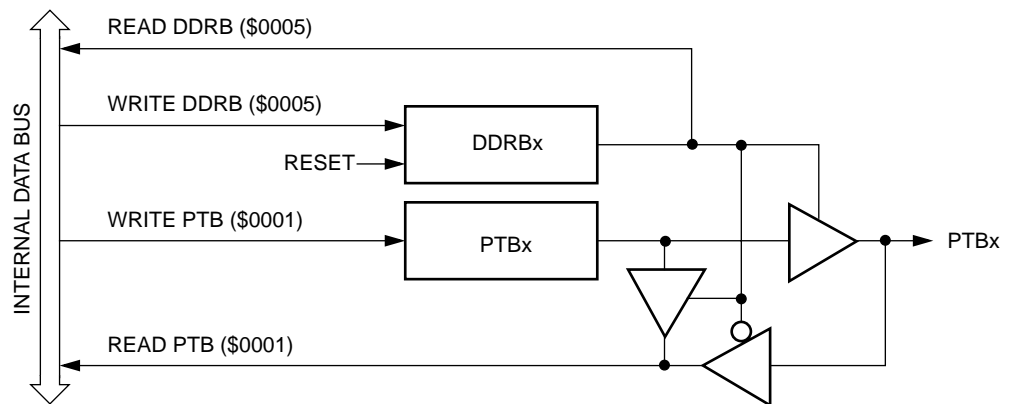 READ DDRB ($0005)
WRITE DDRB ($0005)
DDRBx
RESET
WRITE PTB ($0001)
PTBx
PTBx
READ PTB ($0001)
INTERNAL DATA BUS